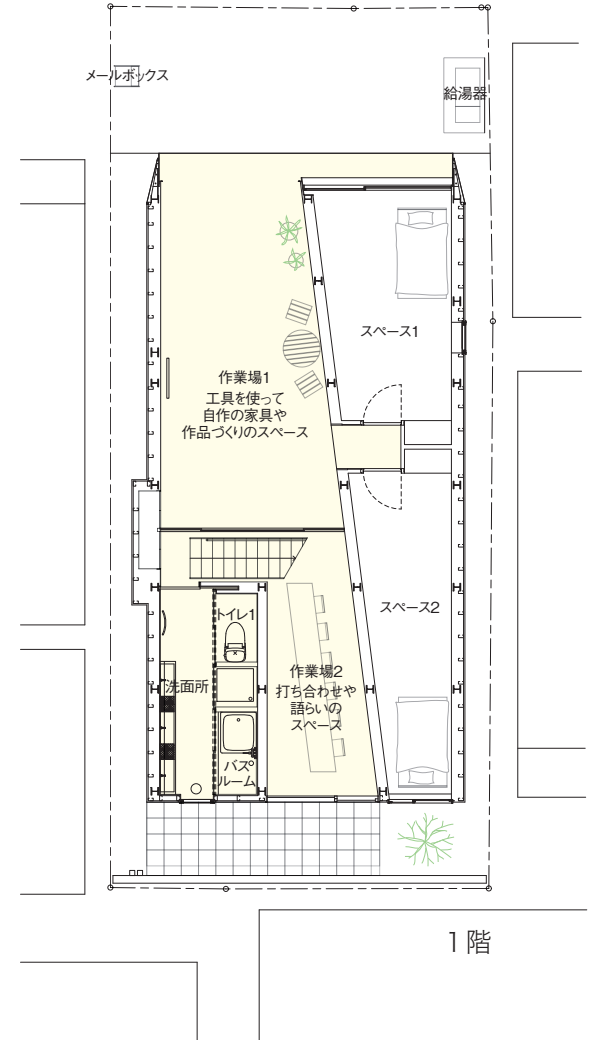 メールボックス
給湯器
スペース1
作業場1
工具を使って
自作の家具や
作品づくりのスペース
スペース2
トイレ1
作業場2
打ち合わせや
語らいの
スペース
洗面所
バス
ルーム
1階